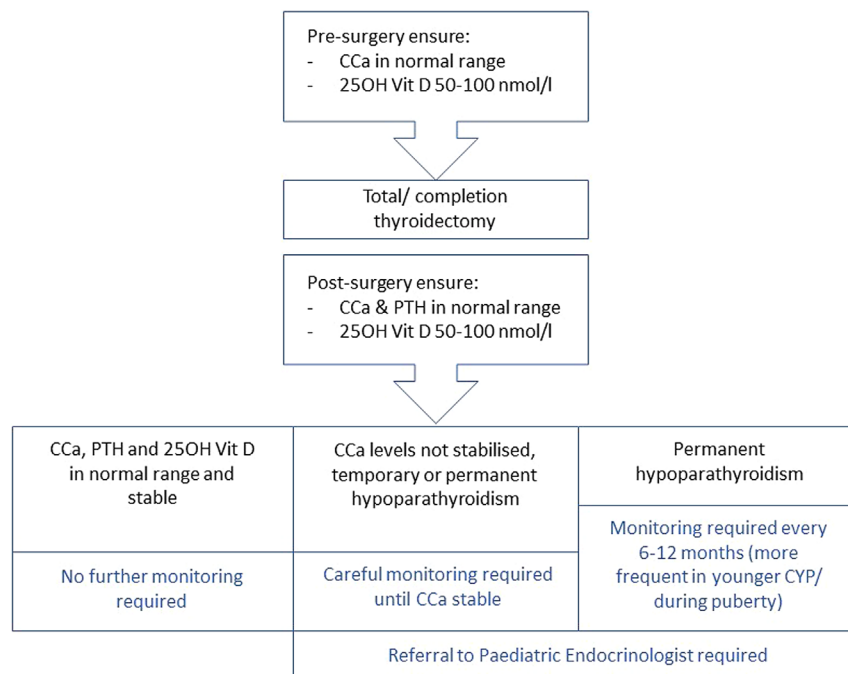 Pre-surgery ensure:
- CCa in normal range
- 25OH Vit D 50-100 nmol/l
Total/ completion
thyroidectomy
Post-surgery ensure:
- CCa & PTH in normal range
- 25OH Vit D 50-100 nmol/l
CCa, PTH and 25OH Vit D
in normal range and
stable
No further monitoring
required
CCa levels not stabilised,
temporary or permanent
hypoparathyroidism
Careful monitoring required
until CCa stable
Permanent
hypoparathyroidism
Monitoring required every
6-12 months (more
frequent in younger CYP/
during puberty)
Referral to Paediatric Endocrinologist required